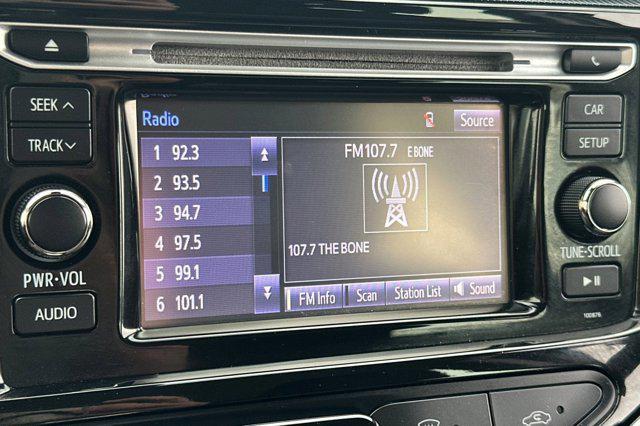 SEEK
TRACK
PWR•VOL
AUDIO
Radio
Source
1 92.3
2 93.5
3 94.7
4 97.5
5 99.1
6 101.1
FM107.7 E BONE
107.7 THE BONE
FM Info
Scan
Station List
Sound
CAR
SETUP
TUNE•SCROLL
100876